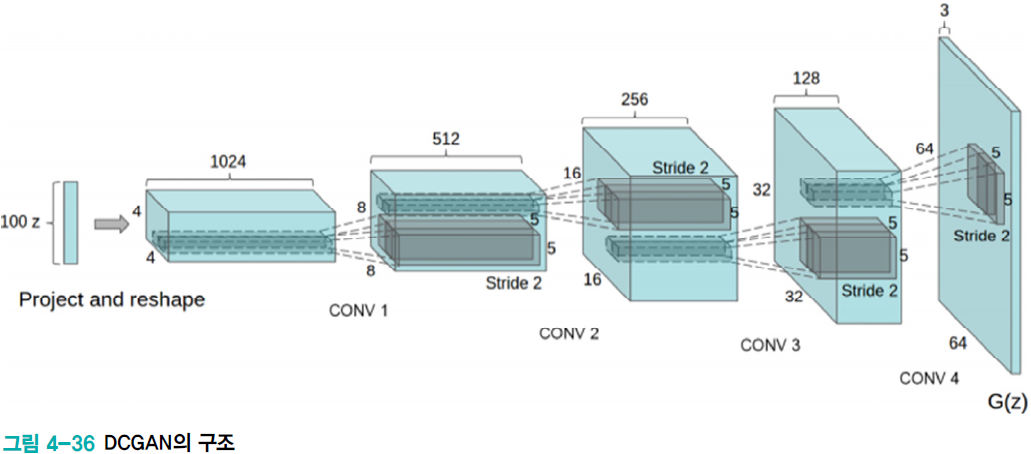 100 z
Project and reshape
1024
4
4
CONV 1
512
8
8
5
5
Stride 2
CONV 2
256
16
16
Stride 2
5
5
CONV 3
128
32
32
5
5
Stride 2
CONV 4
3
64
64
5
5
Stride 2
G(z)
그림 4-36 DCGAN의 구조